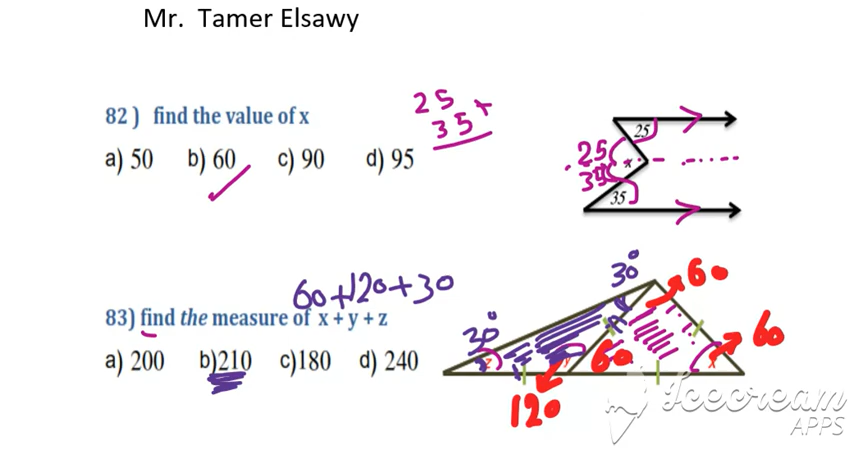 Mr. Tamer Elsawy
82 ) find the value of x
a) 50 b) 60 c) 90 d) 95
25
35 +
25
25
x
35
35
60+120+30
83) find the measure of x + y + z
a) 200 b)210 c)180 d) 240
30°
60
30°
60
60
z
x
120
Icecream
APPS